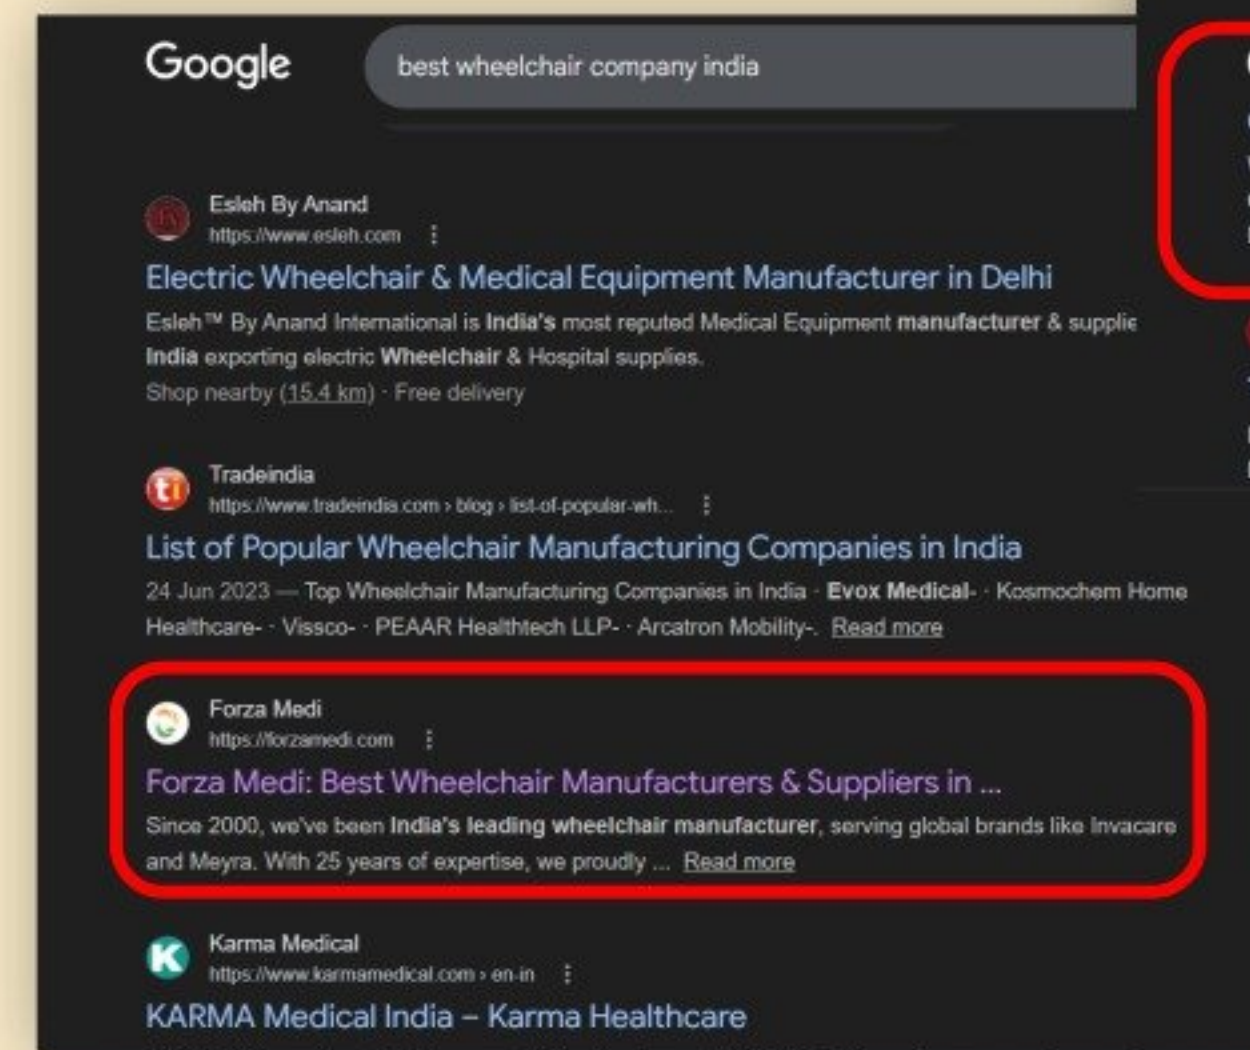 Google
best wheelchair company india
Esleh By Anand
https://www.esleh.com
Electric Wheelchair & Medical Equipment Manufacturer in Delhi
Esleh™ By Anand International is India's most reputed Medical Equipment manufacturer & supplie
India exporting electric Wheelchair & Hospital supplies.
Shop nearby (15.4 km) · Free delivery
ti
Tradeindia
https://www.tradeindia.com › blog › list-of-popular-wh...
List of Popular Wheelchair Manufacturing Companies in India
24 Jun 2023 — Top Wheelchair Manufacturing Companies in India · Evox Medical- · Kosmochem Home
Healthcare- · Vissco- · PEAAR Healthtech LLP- · Arcatron Mobility-. Read more
Forza Medi
https://forzamedi.com
Forza Medi: Best Wheelchair Manufacturers & Suppliers in ...
Since 2000, we've been India's leading wheelchair manufacturer, serving global brands like Invacare
and Meyra. With 25 years of expertise, we proudly ... Read more
K
Karma Medical
https://www.karmamedical.com › en-in
KARMA Medical India – Karma Healthcare